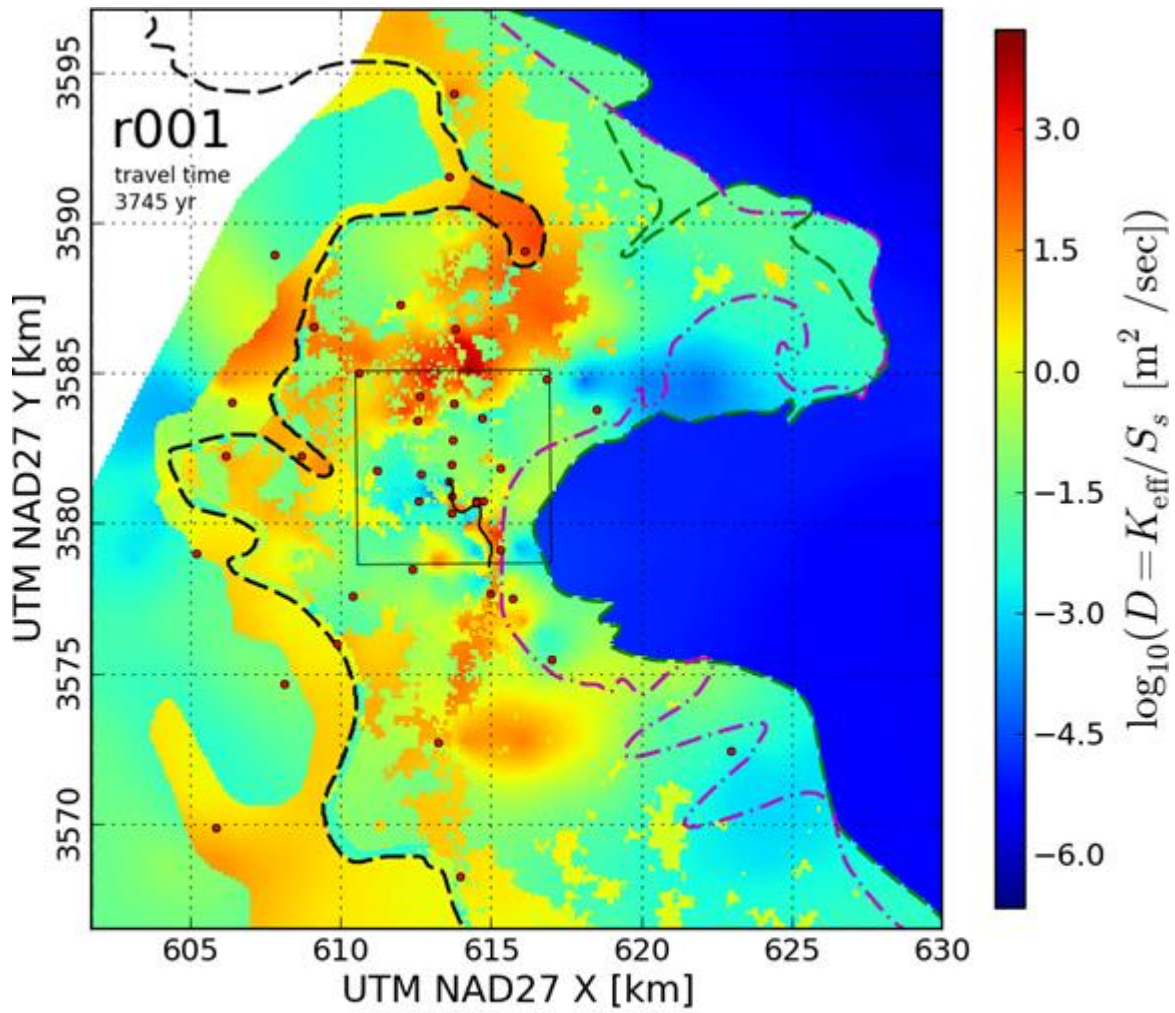 r001
travel time
3745 yr
3595
3590
3585
3580
3575
3570
UTM NAD27 Y [km]
605 610 615 620 625 630
UTM NAD27 X [km]
3.0
1.5
0.0
−1.5
−3.0
−4.5
−6.0
log₁₀(D = K_eff/S_s [m² /sec])